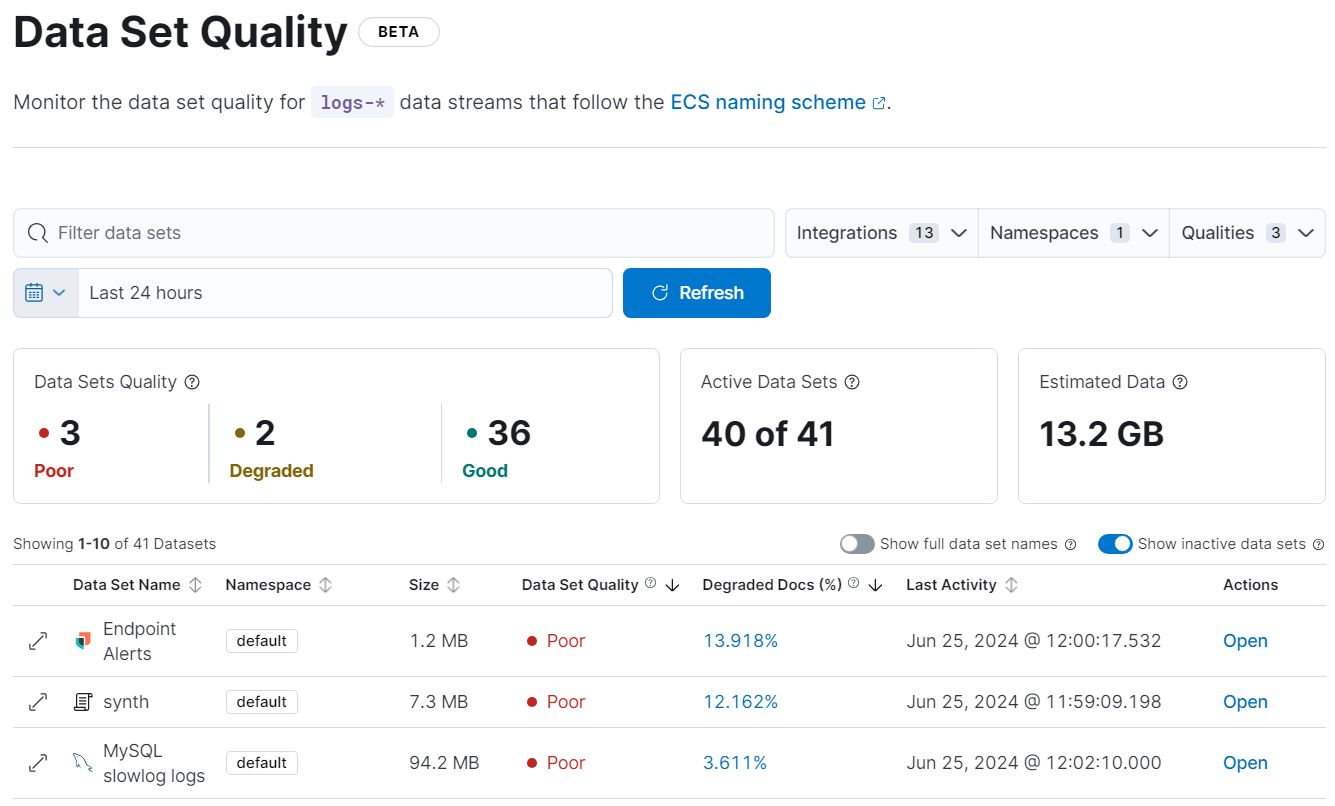 Data Set Quality BETA
Monitor the data set quality for logs-* data streams that follow the ECS naming scheme.
Filter data sets
Integrations 13 Namespaces 1 Qualities 3
Last 24 hours Refresh
Data Sets Quality
3 2 36
Poor Degraded Good
Active Data Sets
40 of 41
Estimated Data
13.2 GB
Showing 1-10 of 41 Datasets Show full data set names Show inactive data sets
Data Set Name Namespace Size Data Set Quality Degraded Docs (%) Last Activity Actions
Endpoint
Alerts default 1.2 MB Poor 13.918% Jun 25, 2024 @ 12:00:17.532 Open
synth default 7.3 MB Poor 12.162% Jun 25, 2024 @ 11:59:09.198 Open
MySQL
slowlog logs default 94.2 MB Poor 3.611% Jun 25, 2024 @ 12:02:10.000 Open